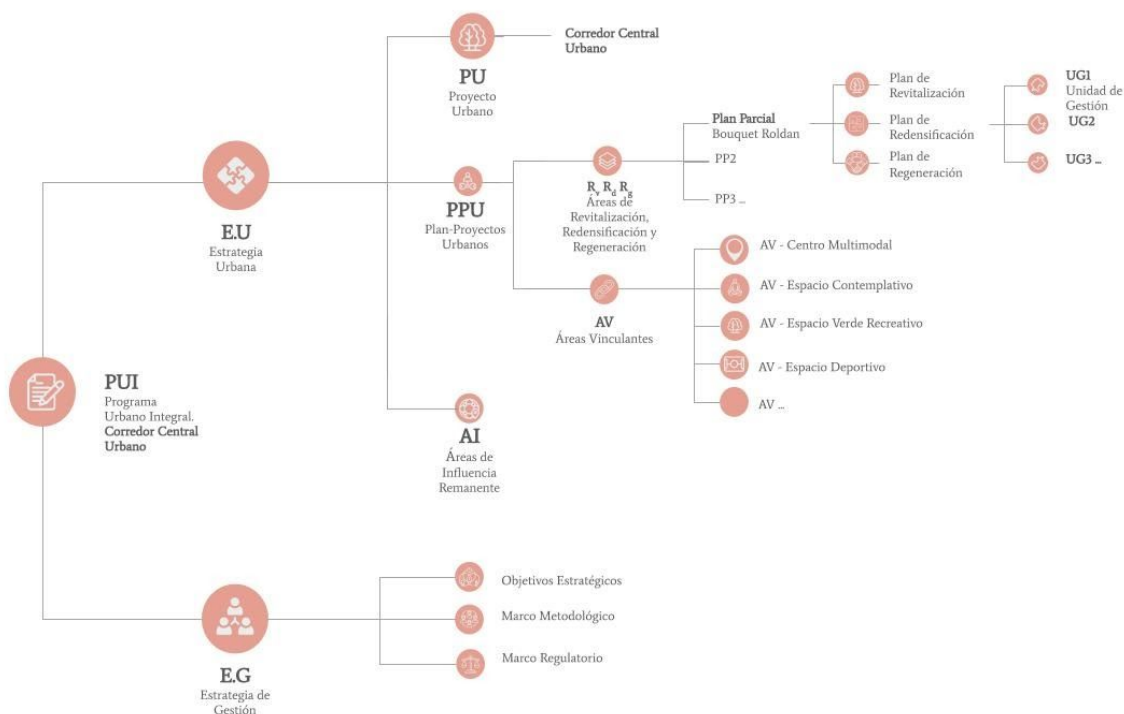 PUI
Programa
Urbano Integral.
Corredor Central
Urbano
E.U
Estrategia
Urbana
PU
Proyecto
Urbano
Corredor Central
Urbano
PPU
Plan-Proyectos
Urbanos
Rv Rd Rg
Áreas de
Revitalización,
Redensificación y
Regeneración
Plan Parcial
Bouquet Roldan
PP2
PP3 ...
Plan de
Revitalización
Plan de
Redensificación
Plan de
Regeneración
UG1
Unidad de
Gestión
UG2
UG3 ...
AV
Áreas Vinculantes
AV - Centro Multimodal
AV - Espacio Contemplativo
AV - Espacio Verde Recreativo
AV - Espacio Deportivo
AV ...
AI
Áreas de
Influencia
Remanente
E.G
Estrategia de
Gestión
Objetivos Estratégicos
Marco Metodológico
Marco Regulatorio